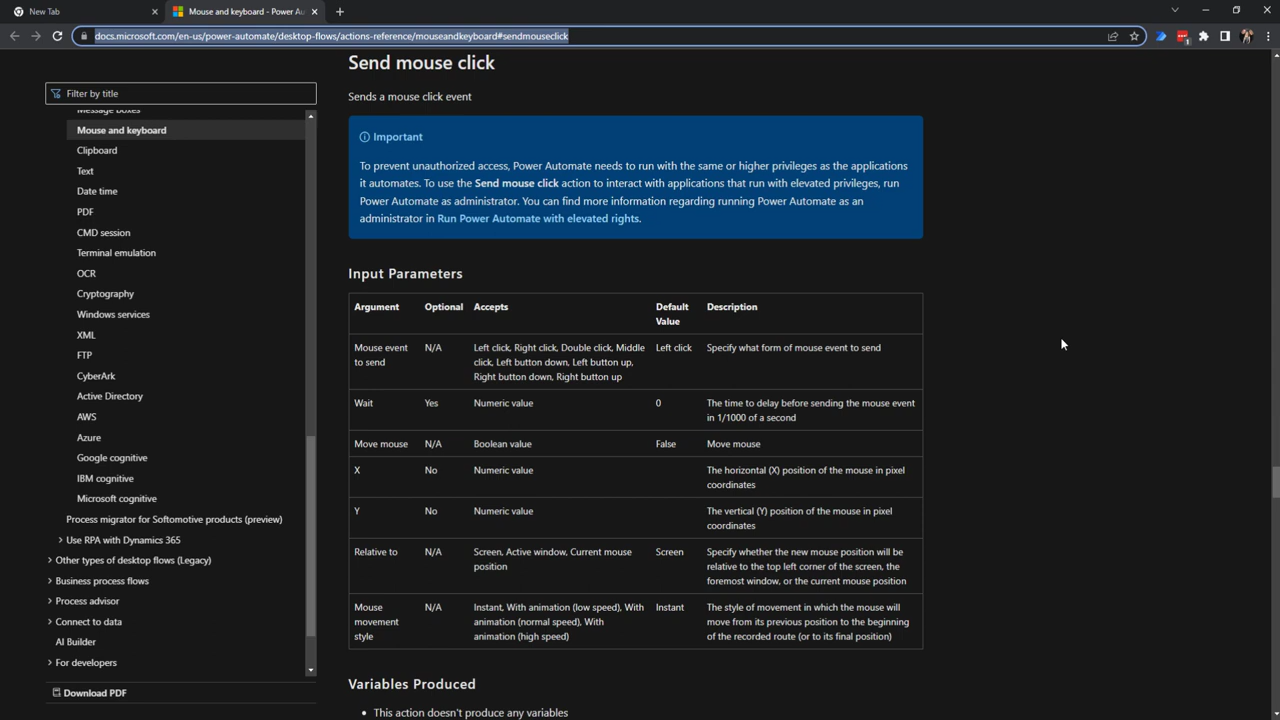 New Tab
Mouse and keyboard - Power Au
docs.microsoft.com/en-us/power-automate/desktop-flows/actions-reference/mouseandkeyboard#sendmouseclick
Filter by title
Message boxes
Mouse and keyboard
Clipboard
Text
Date time
PDF
CMD session
Terminal emulation
OCR
Cryptography
Windows services
XML
FTP
CyberArk
Active Directory
AWS
Azure
Google cognitive
IBM cognitive
Microsoft cognitive
Process migrator for Softomotive products (preview)
Use RPA with Dynamics 365
Other types of desktop flows (Legacy)
Business process flows
Process advisor
Connect to data
AI Builder
For developers
Download PDF
Send mouse click
Sends a mouse click event
Important
To prevent unauthorized access, Power Automate needs to run with the same or higher privileges as the applications
it automates. To use the Send mouse click action to interact with applications that run with elevated privileges, run
Power Automate as administrator. You can find more information regarding running Power Automate as an
administrator in Run Power Automate with elevated rights.
Input Parameters
Argument Optional Accepts Default Value Description
Mouse event to send N/A Left click, Right click, Double click, Middle click, Left button down, Left button up, Right button down, Right button up Left click Specify what form of mouse event to send
Wait Yes Numeric value 0 The time to delay before sending the mouse event in 1/1000 of a second
Move mouse N/A Boolean value False Move mouse
X No Numeric value The horizontal (X) position of the mouse in pixel coordinates
Y No Numeric value The vertical (Y) position of the mouse in pixel coordinates
Relative to N/A Screen, Active window, Current mouse position Screen Specify whether the new mouse position will be relative to the top left corner of the screen, the foremost window, or the current mouse position
Mouse movement style N/A Instant, With animation (low speed), With animation (normal speed), With animation (high speed) Instant The style of movement in which the mouse will move from its previous position to the beginning of the recorded route (or to its final position)
Variables Produced
This action doesn't produce any variables